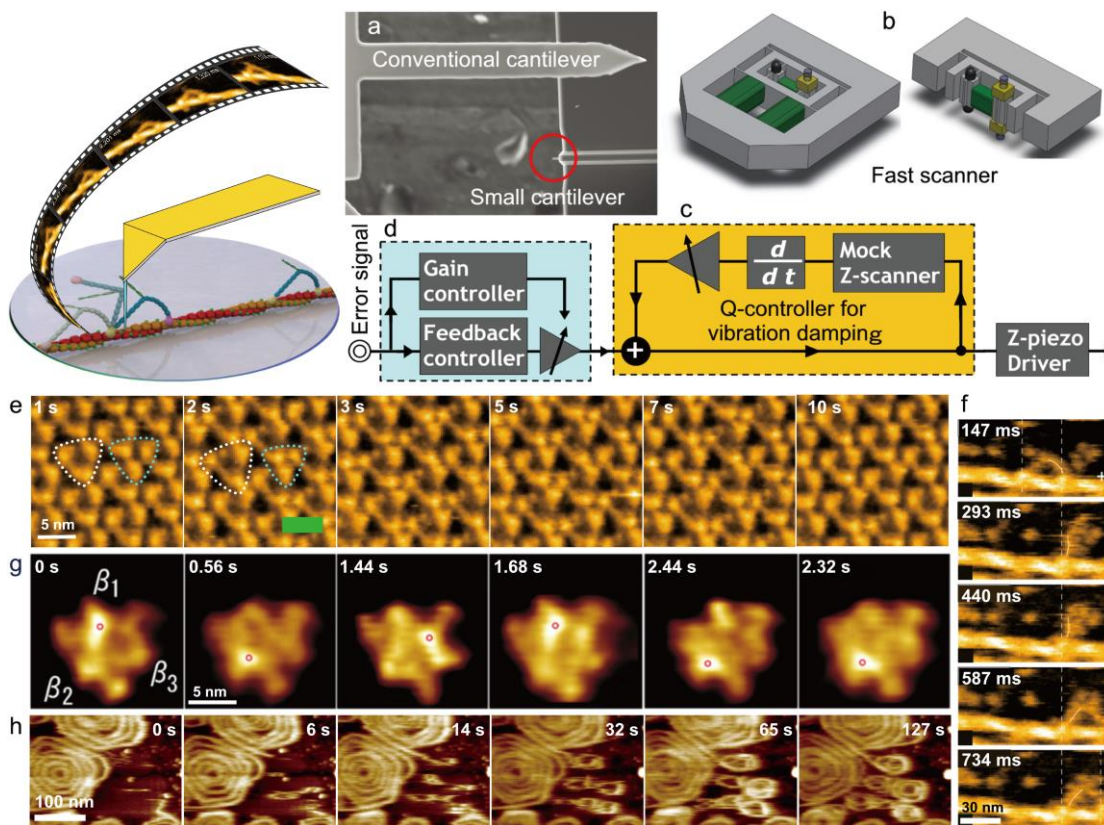 a
Conventional cantilever
Small cantilever
b
Fast scanner
Error signal
d
Gain
controller
Feedback
controller
c
d
dt
Mock
Z-scanner
Q-controller for
vibration damping
+
Z-piezo
Driver
e
1 s
2 s
3 s
5 s
7 s
10 s
5 nm
f
147 ms
293 ms
440 ms
587 ms
734 ms
30 nm
g
0 s
0.56 s
1.44 s
1.68 s
2.44 s
2.32 s
β1
β2
β3
5 nm
h
0 s
6 s
14 s
32 s
65 s
127 s
100 nm